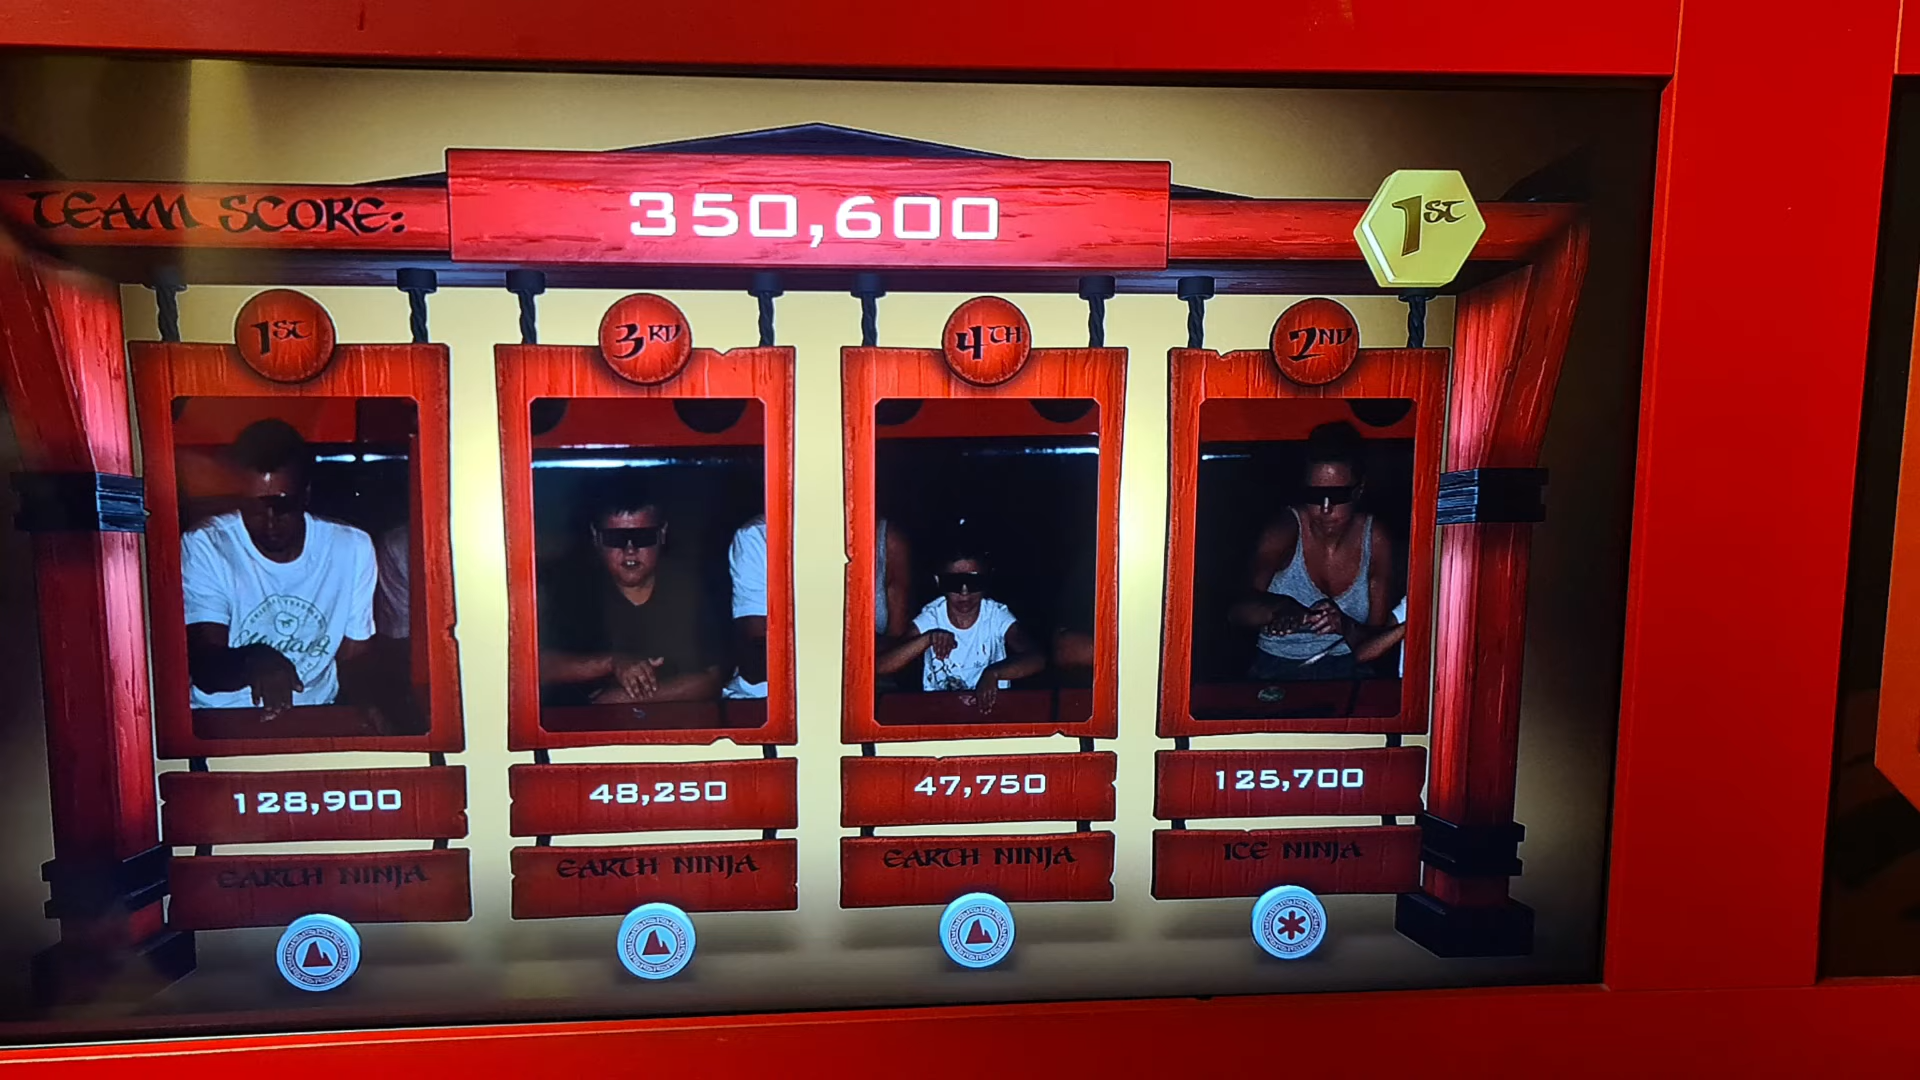 TEAM SCORE: 350,600 1ST
1ST 3RD 4TH 2ND
Mustang
128,900 48,250 47,750 125,700
EARTH NINJA EARTH NINJA EARTH NINJA ICE NINJA